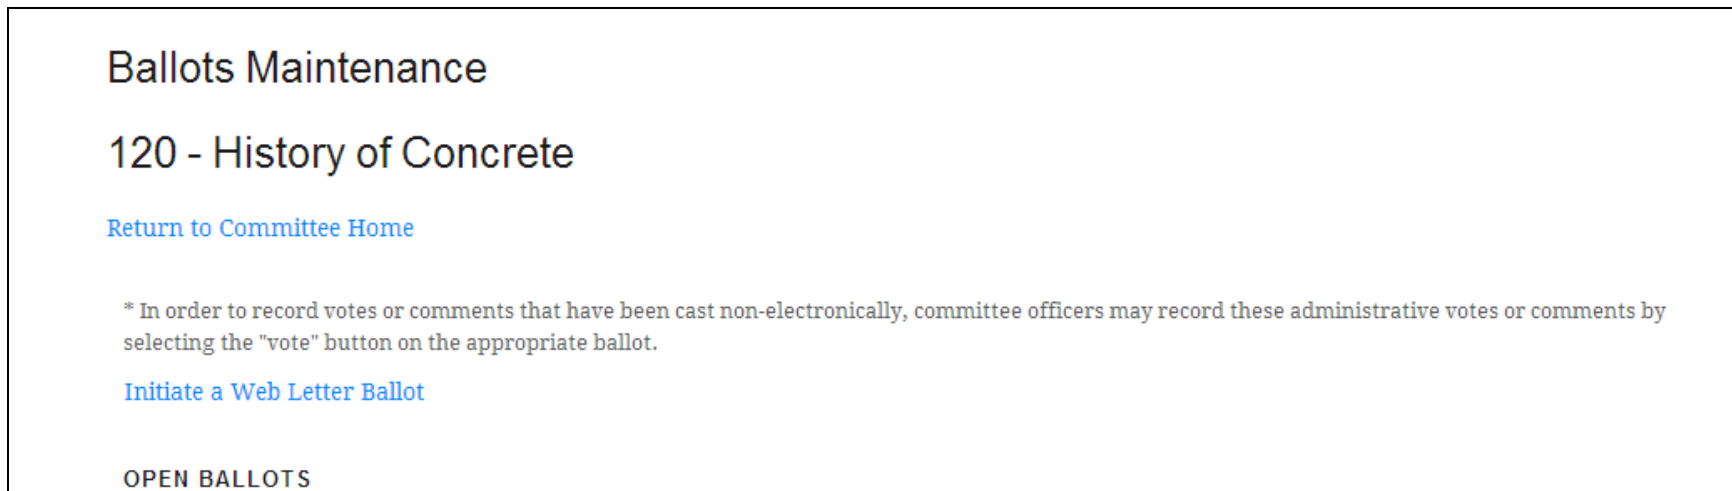 Ballots Maintenance
120 - History of Concrete
Return to Committee Home
* In order to record votes or comments that have been cast non-electronically, committee officers may record these administrative votes or comments by
selecting the "vote" button on the appropriate ballot.
Initiate a Web Letter Ballot
OPEN BALLOTS